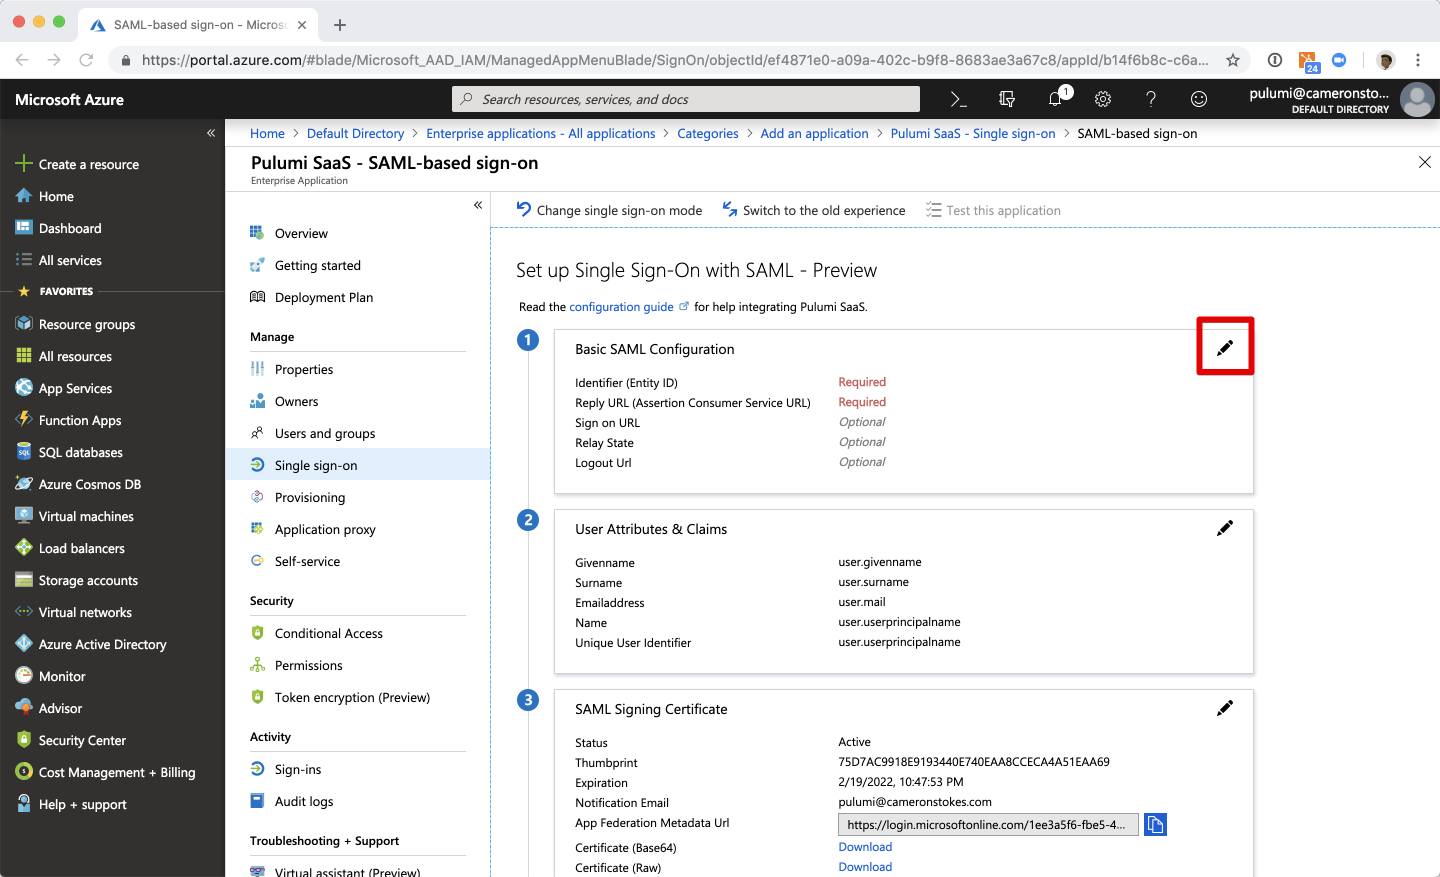 SAML-based sign-on - Micros
https://portal.azure.com/#blade/Microsoft_AAD_IAM/ManagedAppMenuBlade/SignOn/objectId/ef4871e0-a09a-402c-b9f8-8683ae3a67c8/appId/b14f6b8c-c6a...
24
Microsoft Azure
Search resources, services, and docs
1
pulumi@cameronsto...
DEFAULT DIRECTORY
Home > Default Directory > Enterprise applications - All applications > Categories > Add an application > Pulumi SaaS - Single sign-on > SAML-based sign-on
Pulumi SaaS - SAML-based sign-on
Enterprise Application
Create a resource
Home
Dashboard
All services
FAVORITES
Resource groups
All resources
App Services
Function Apps
SQL databases
Azure Cosmos DB
Virtual machines
Load balancers
Storage accounts
Virtual networks
Azure Active Directory
Monitor
Advisor
Security Center
Cost Management + Billing
Help + support
Overview
Getting started
Deployment Plan
Manage
Properties
Owners
Users and groups
Single sign-on
Provisioning
Application proxy
Self-service
Security
Conditional Access
Permissions
Token encryption (Preview)
Activity
Sign-ins
Audit logs
Troubleshooting + Support
Virtual assistant (Preview)
Change single sign-on mode
Switch to the old experience
Test this application
Set up Single Sign-On with SAML - Preview
Read the configuration guide for help integrating Pulumi SaaS.
1
Basic SAML Configuration
Identifier (Entity ID) Required
Reply URL (Assertion Consumer Service URL) Required
Sign on URL Optional
Relay State Optional
Logout Url Optional
2
User Attributes & Claims
Givenname user.givenname
Surname user.surname
Emailaddress user.mail
Name user.userprincipalname
Unique User Identifier user.userprincipalname
3
SAML Signing Certificate
Status Active
Thumbprint 75D7AC9918E9193440E740EAA8CCECA4A51EAA69
Expiration 2/19/2022, 10:47:53 PM
Notification Email pulumi@cameronstokes.com
App Federation Metadata Url https://login.microsoftonline.com/1ee3a5f6-fbe5-4...
Certificate (Base64) Download
Certificate (Raw) Download